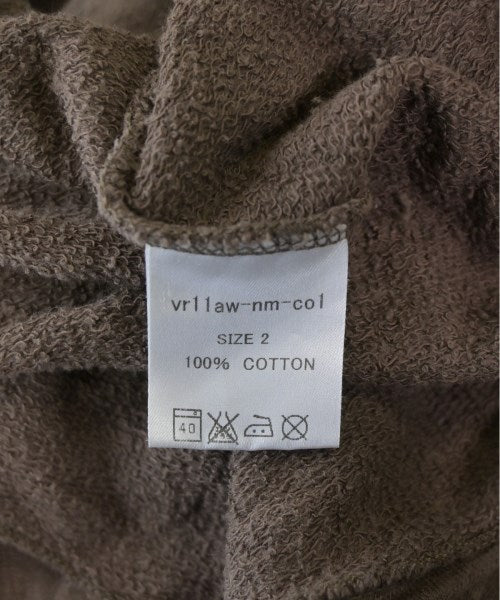 vr11aw-nm-co1
SIZE 2
100% COTTON
40